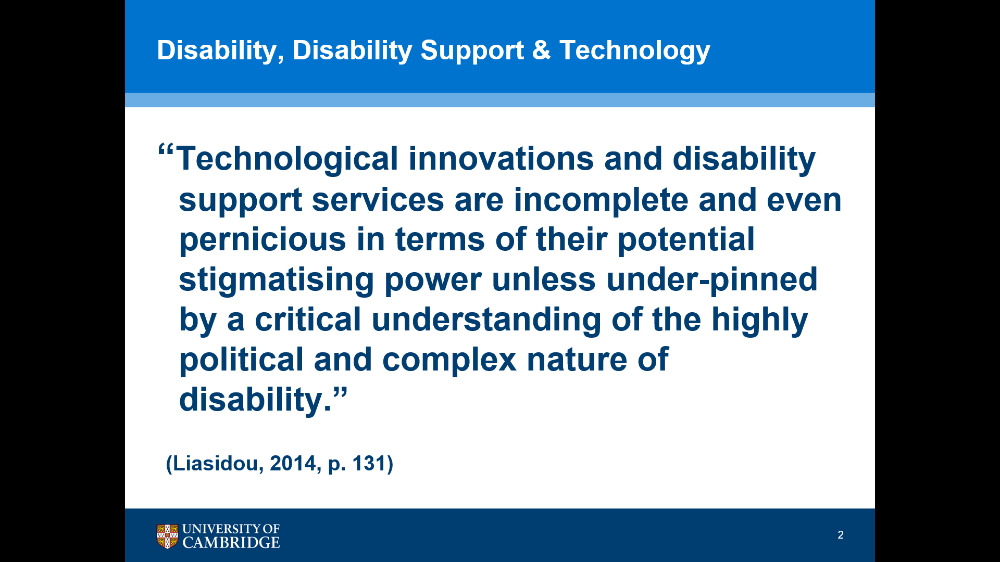 Disability, Disability Support & Technology
“Technological innovations and disability
support services are incomplete and even
pernicious in terms of their potential
stigmatising power unless under-pinned
by a critical understanding of the highly
political and complex nature of
disability.”
(Liasidou, 2014, p. 131)
UNIVERSITY OF
CAMBRIDGE
2